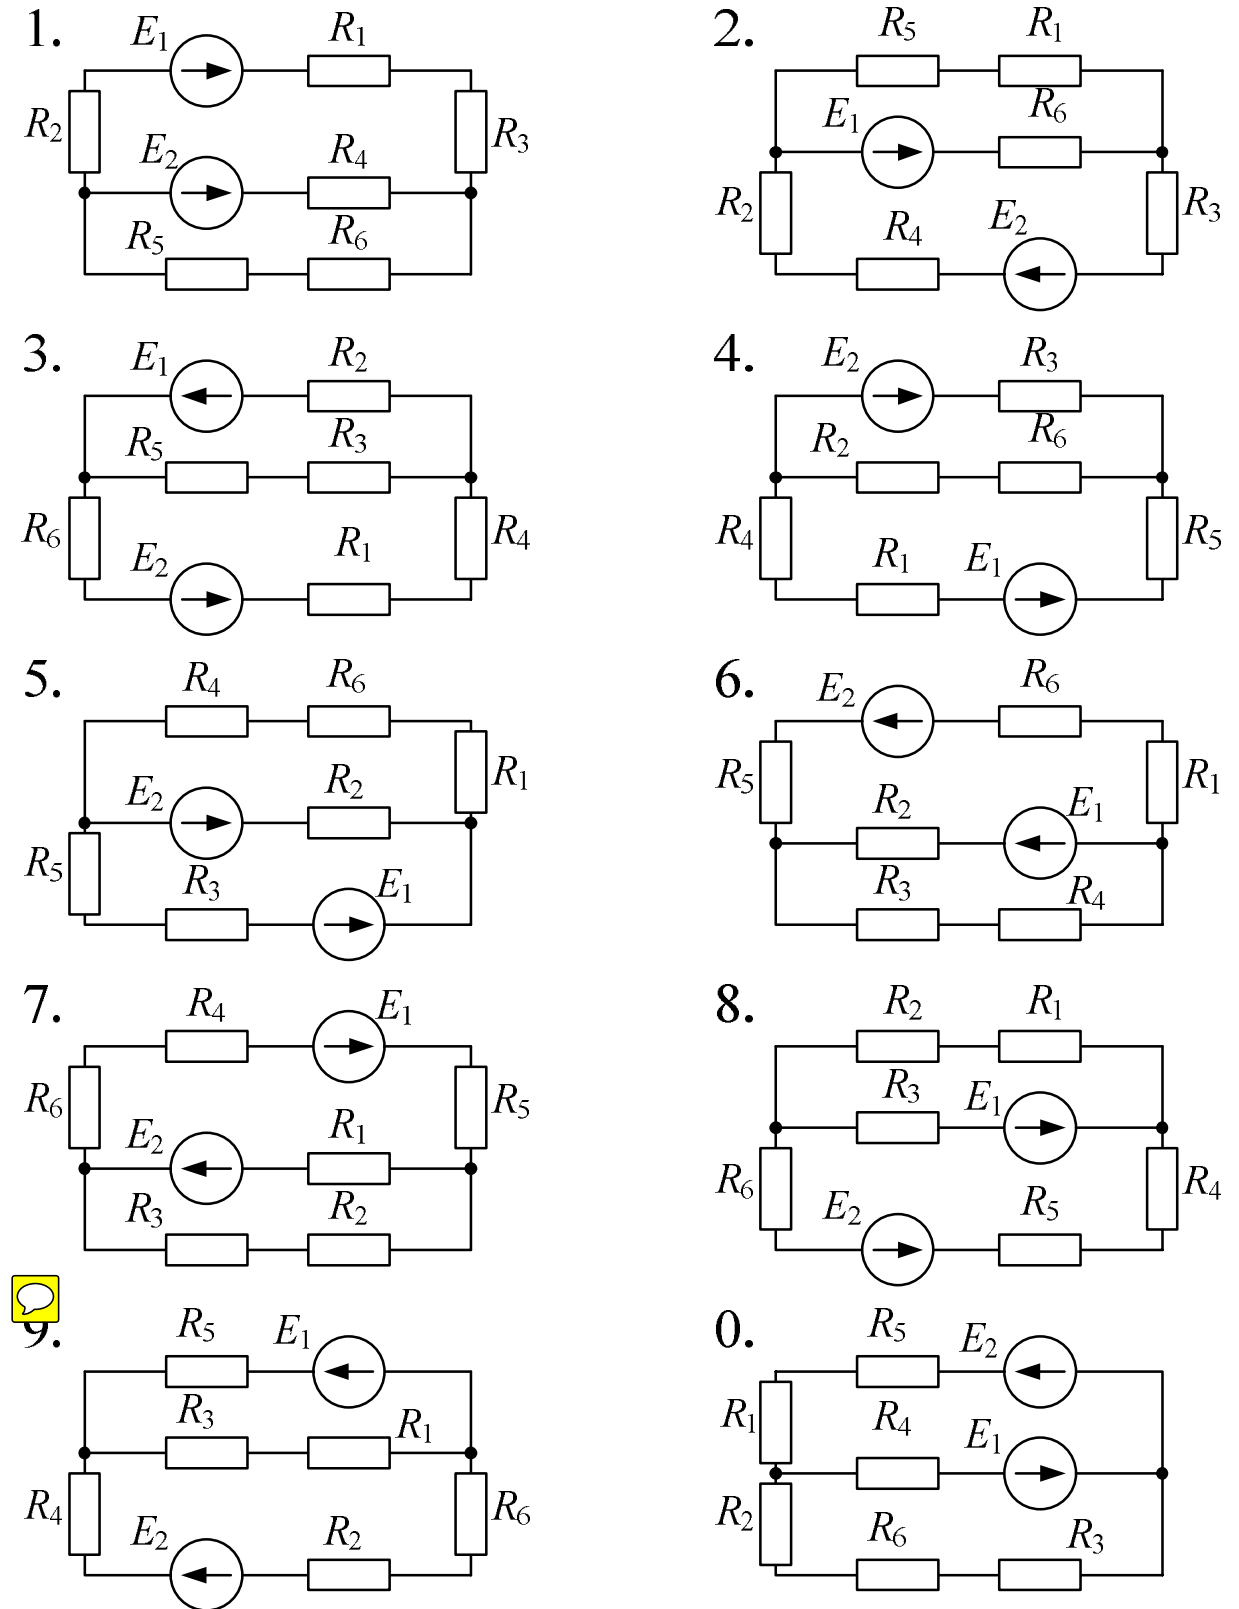 1. E1 R1
R2 E2 R4 R3
R5 R6
2. R5 R1
E1 R6
R2 R4 E2 R3
3. E1 R2
R5 R3
R6 E2 R1 R4
4. E2 R3
R2 R6
R4 R1 E1 R5
5. R4 R6
E2 R2 R1
R5 R3 E1
6. E2 R6
R5 R2 E1 R1
R3 R4
7. R4 E1
R6 E2 R1 R5
R3 R2
8. R2 R1
R3 E1
R6 E2 R5 R4
9. R5 E1
R3 R1
R4 E2 R2 R6
0. R5 E2
R1 R4 E1
R2 R6 R3